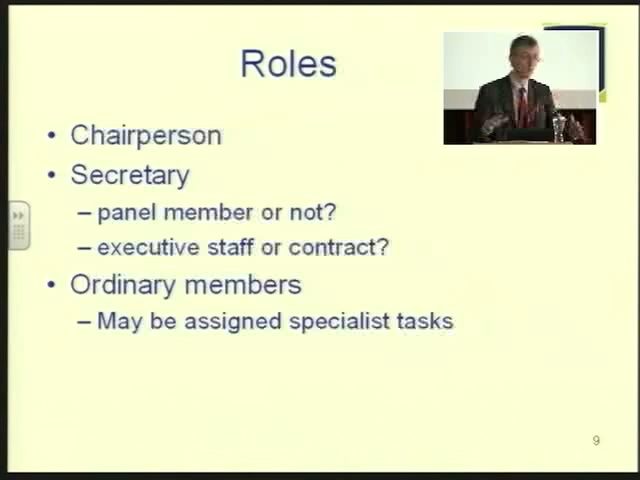 Roles
• Chairperson
• Secretary
– panel member or not?
– executive staff or contract?
• Ordinary members
– May be assigned specialist tasks
9